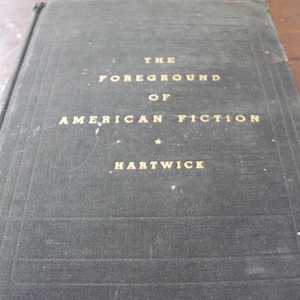 THE
FOREGROUND
OF
AMERICAN FICTION
HARTWICK